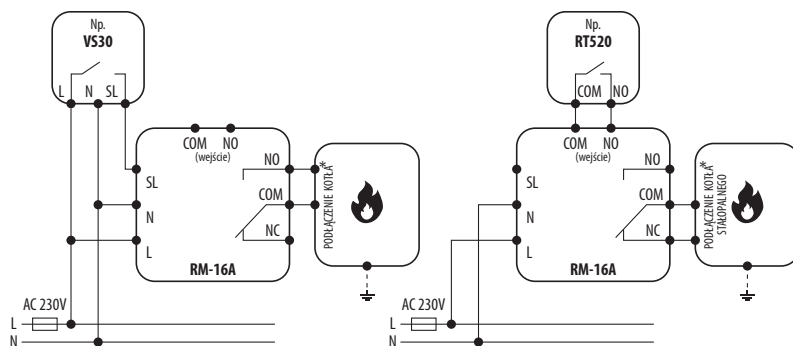 Np.
VS30
L N SL
COM NO
(wejście)
SL
N
L
NO
COM
NC
RM-16A
PODŁĄCZENIE KOTŁA*
AC 230V
L
N
Np.
RT520
COM NO
COM NO
(wejście)
SL
N
L
NO
COM
NC
RM-16A
PODŁĄCZENIE KOTŁA*
STAŁOPALNEGO
AC 230V
L
N